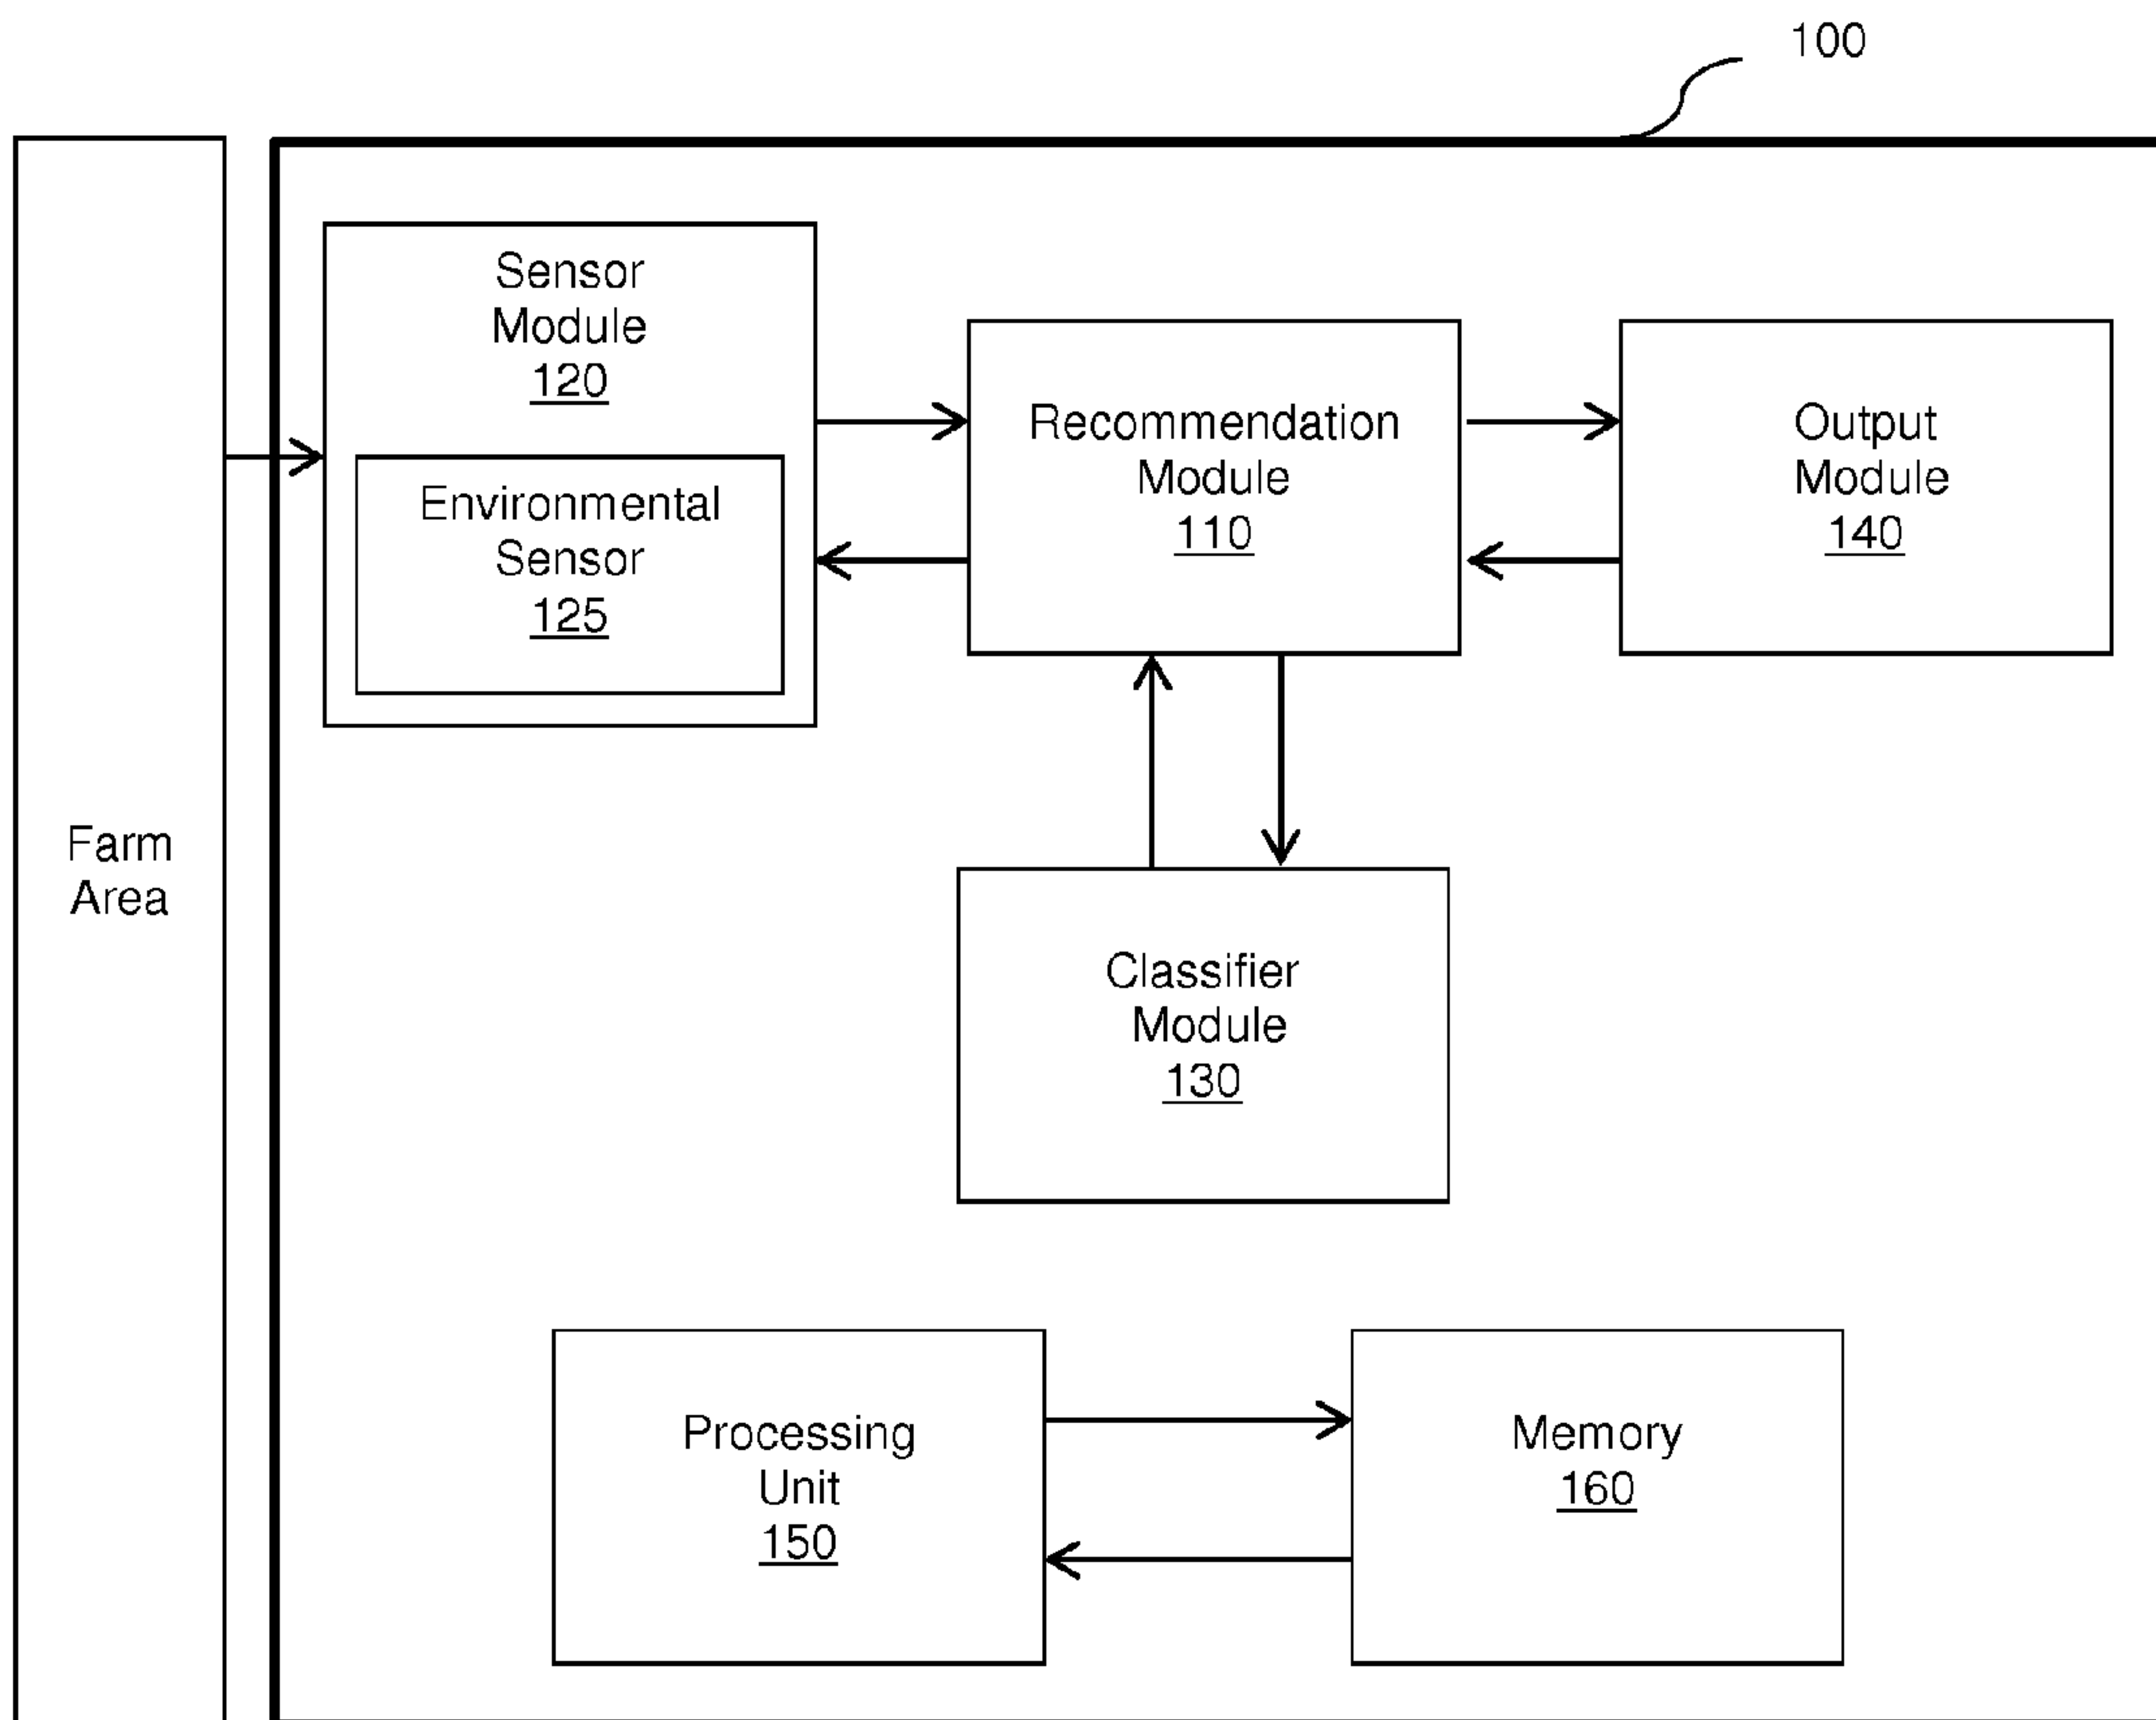 100
Sensor
Module
120
Environmental
Sensor
125
Recommendation
Module
110
Output
Module
140
Farm
Area
Classifier
Module
130
Processing
Unit
150
Memory
160